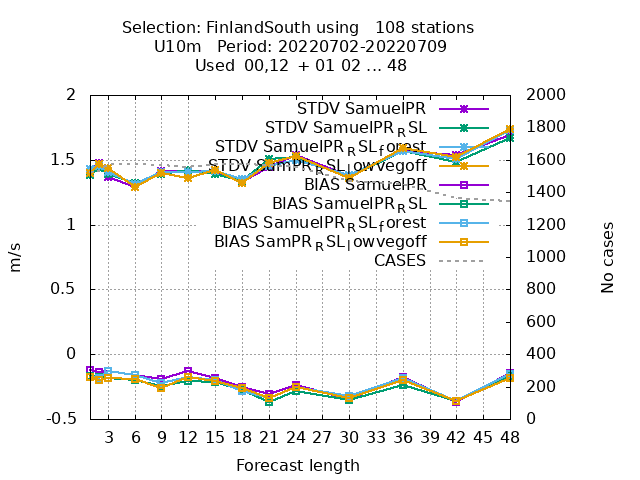 Selection: FinlandSouth using   108 stations
U10m   Period: 20220702-20220709
Used  00,12  + 01 02 ... 48
2
1.5
1
0.5
0
-0.5
m/s
2000
1800
1600
1400
1200
1000
800
600
400
200
0
No cases
STDV SamuelPR
STDV SamuelPR_RSL
STDV SamuelPR_RSL_forest
STDV SamPR_RSL_lowvegoff
BIAS SamuelPR
BIAS SamuelPR_RSL
BIAS SamuelPR_RSL_forest
BIAS SamPR_RSL_lowvegoff
CASES
3 6 9 12 15 18 21 24 27 30 33 36 39 42 45 48
Forecast length